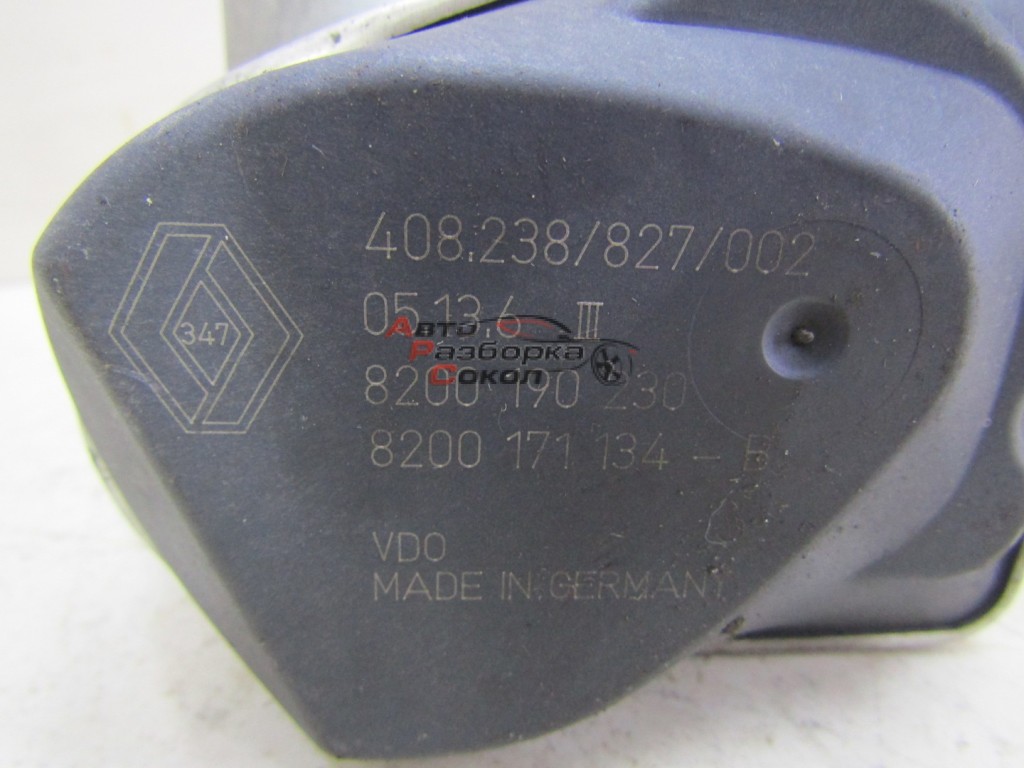 408.238/827/002
347
05.13.6 III
Авто
Разборка
Сокол
8200 190 230
8200 171 134 - B
VDO
MADE IN GERMANY